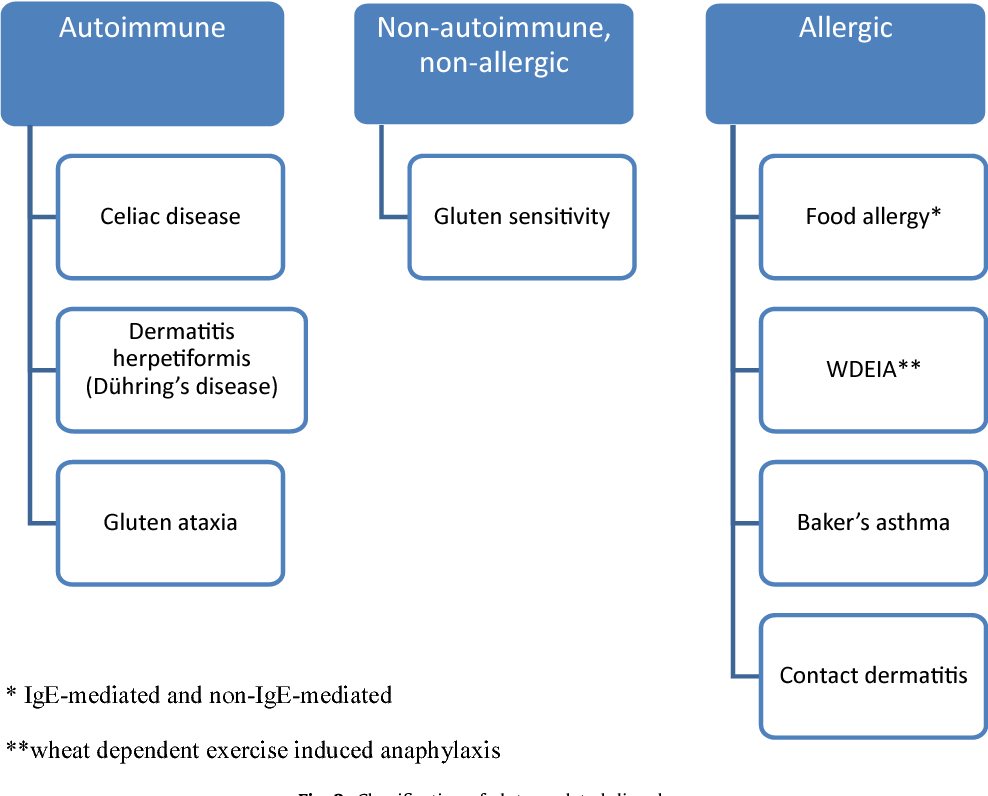 Autoimmune
Celiac disease
Dermatitis
herpetiformis
(Dühring’s disease)
Gluten ataxia
Non-autoimmune,
non-allergic
Gluten sensitivity
Allergic
Food allergy*
WDEIA**
Baker’s asthma
Contact dermatitis
* IgE-mediated and non-IgE-mediated
**wheat dependent exercise induced anaphylaxis